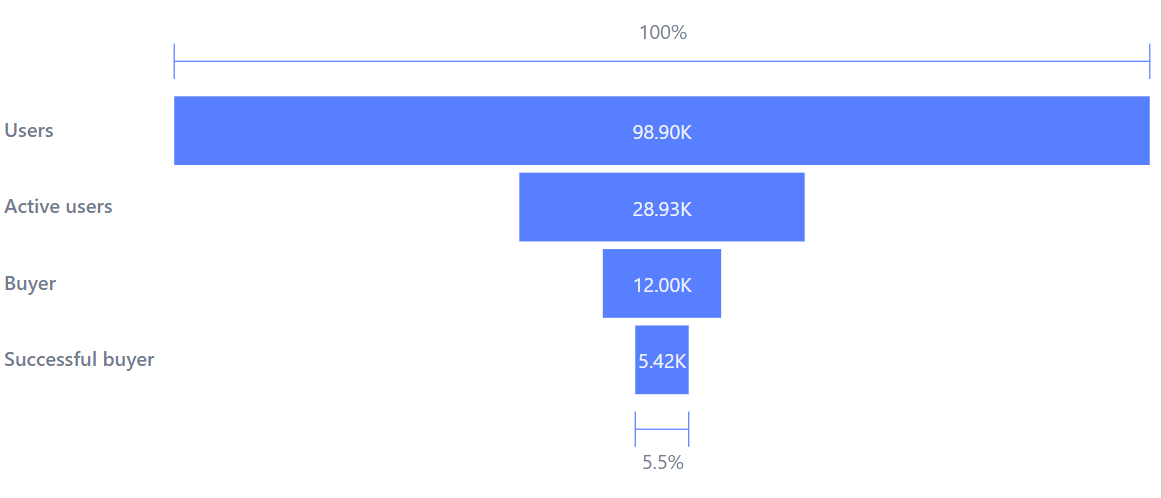 100%
Users
98.90K
Active users
28.93K
Buyer
12.00K
Successful buyer
5.42K
5.5%